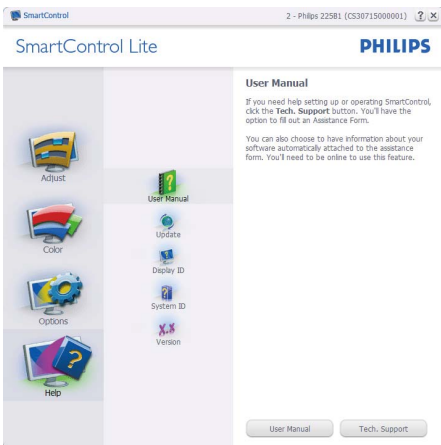 SmartControl
2 - Philips 22581 (CS30715000001)
SmartControl Lite
PHILIPS
Adjust
Color
Options
Help
User Manual
Update
Display ID
System ID
Version
User Manual
If you need help setting up or operating SmartControl,
click the Tech. Support button. You'll have the
option to fill out an Assistance Form.
You can also choose to have information about your
software automatically attached to the assistance
form. You'll need to be online to use this feature.
User Manual
Tech. Support